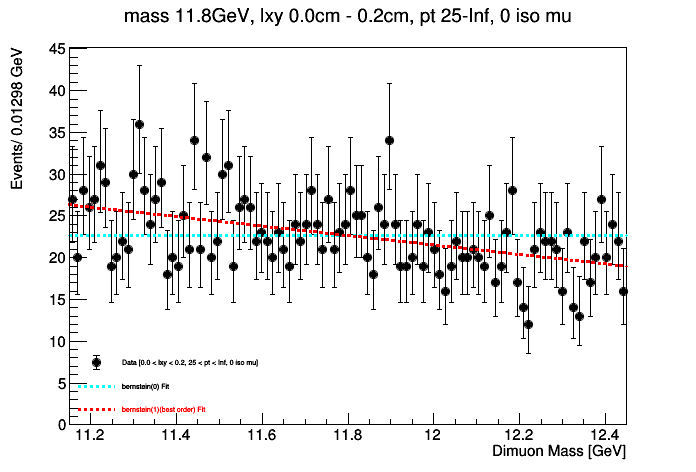 mass 11.8GeV, lxy 0.0cm - 0.2cm, pt 25-Inf, 0 iso mu
Events/ 0.01298 GeV
45
40
35
30
25
20
15
10
5
0
Data [0.0 < lxy < 0.2, 25 < pt < Inf, 0 iso mu]
bernstein(0) Fit
bernstein(1)(best order) Fit
11.2 11.4 11.6 11.8 12 12.2 12.4
Dimuon Mass [GeV]